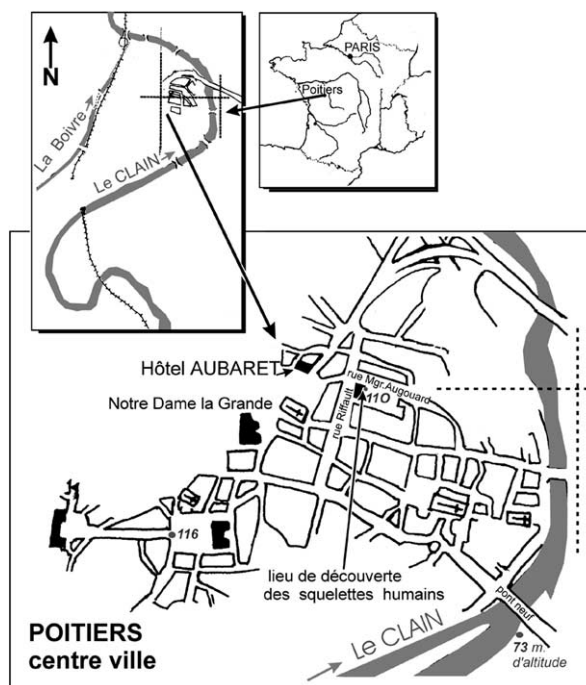 N
La Boivre
Le CLAIN
PARIS
Poitiers
Hôtel AUBARET
rue Mgr. Augouard
Notre Dame la Grande
rue Riffault
110
116
lieu de découverte
des squelettes humains
pont neuf
POITIERS
centre ville
Le CLAIN
73 m.
d'altitude